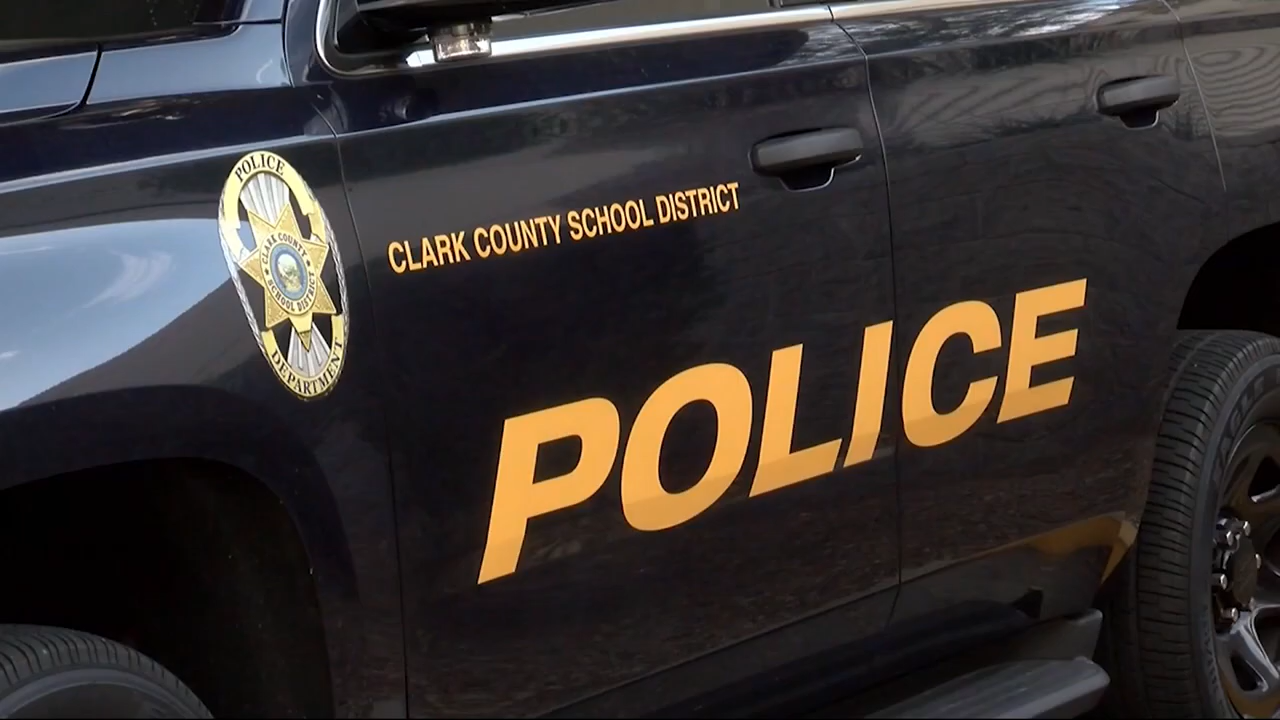 POLICE
CLARK COUNTY
SCHOOL DISTRICT
DEPARTMENT
CLARK COUNTY SCHOOL DISTRICT
POLICE